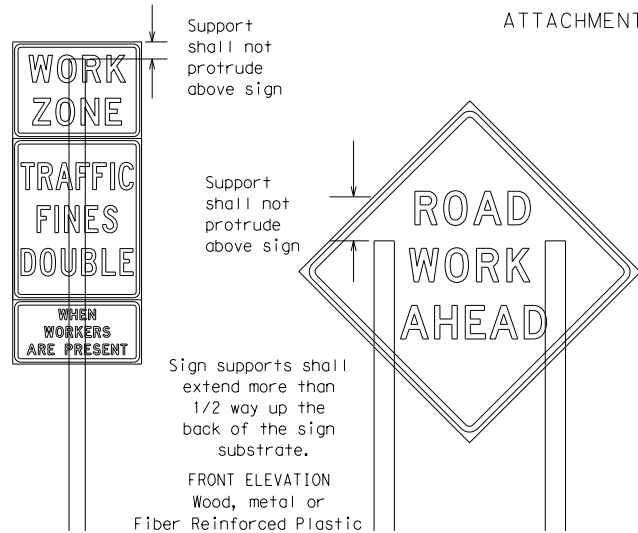 ATTACHMENT
Support
shall not
protrude
above sign
WORK
ZONE
TRAFFIC
FINES
DOUBLE
WHEN
WORKERS
ARE PRESENT
Support
shall not
protrude
above sign
ROAD
WORK
AHEAD
Sign supports shall
extend more than
1/2 way up the
back of the sign
substrate.
FRONT ELEVATION
Wood, metal or
Fiber Reinforced Plastic